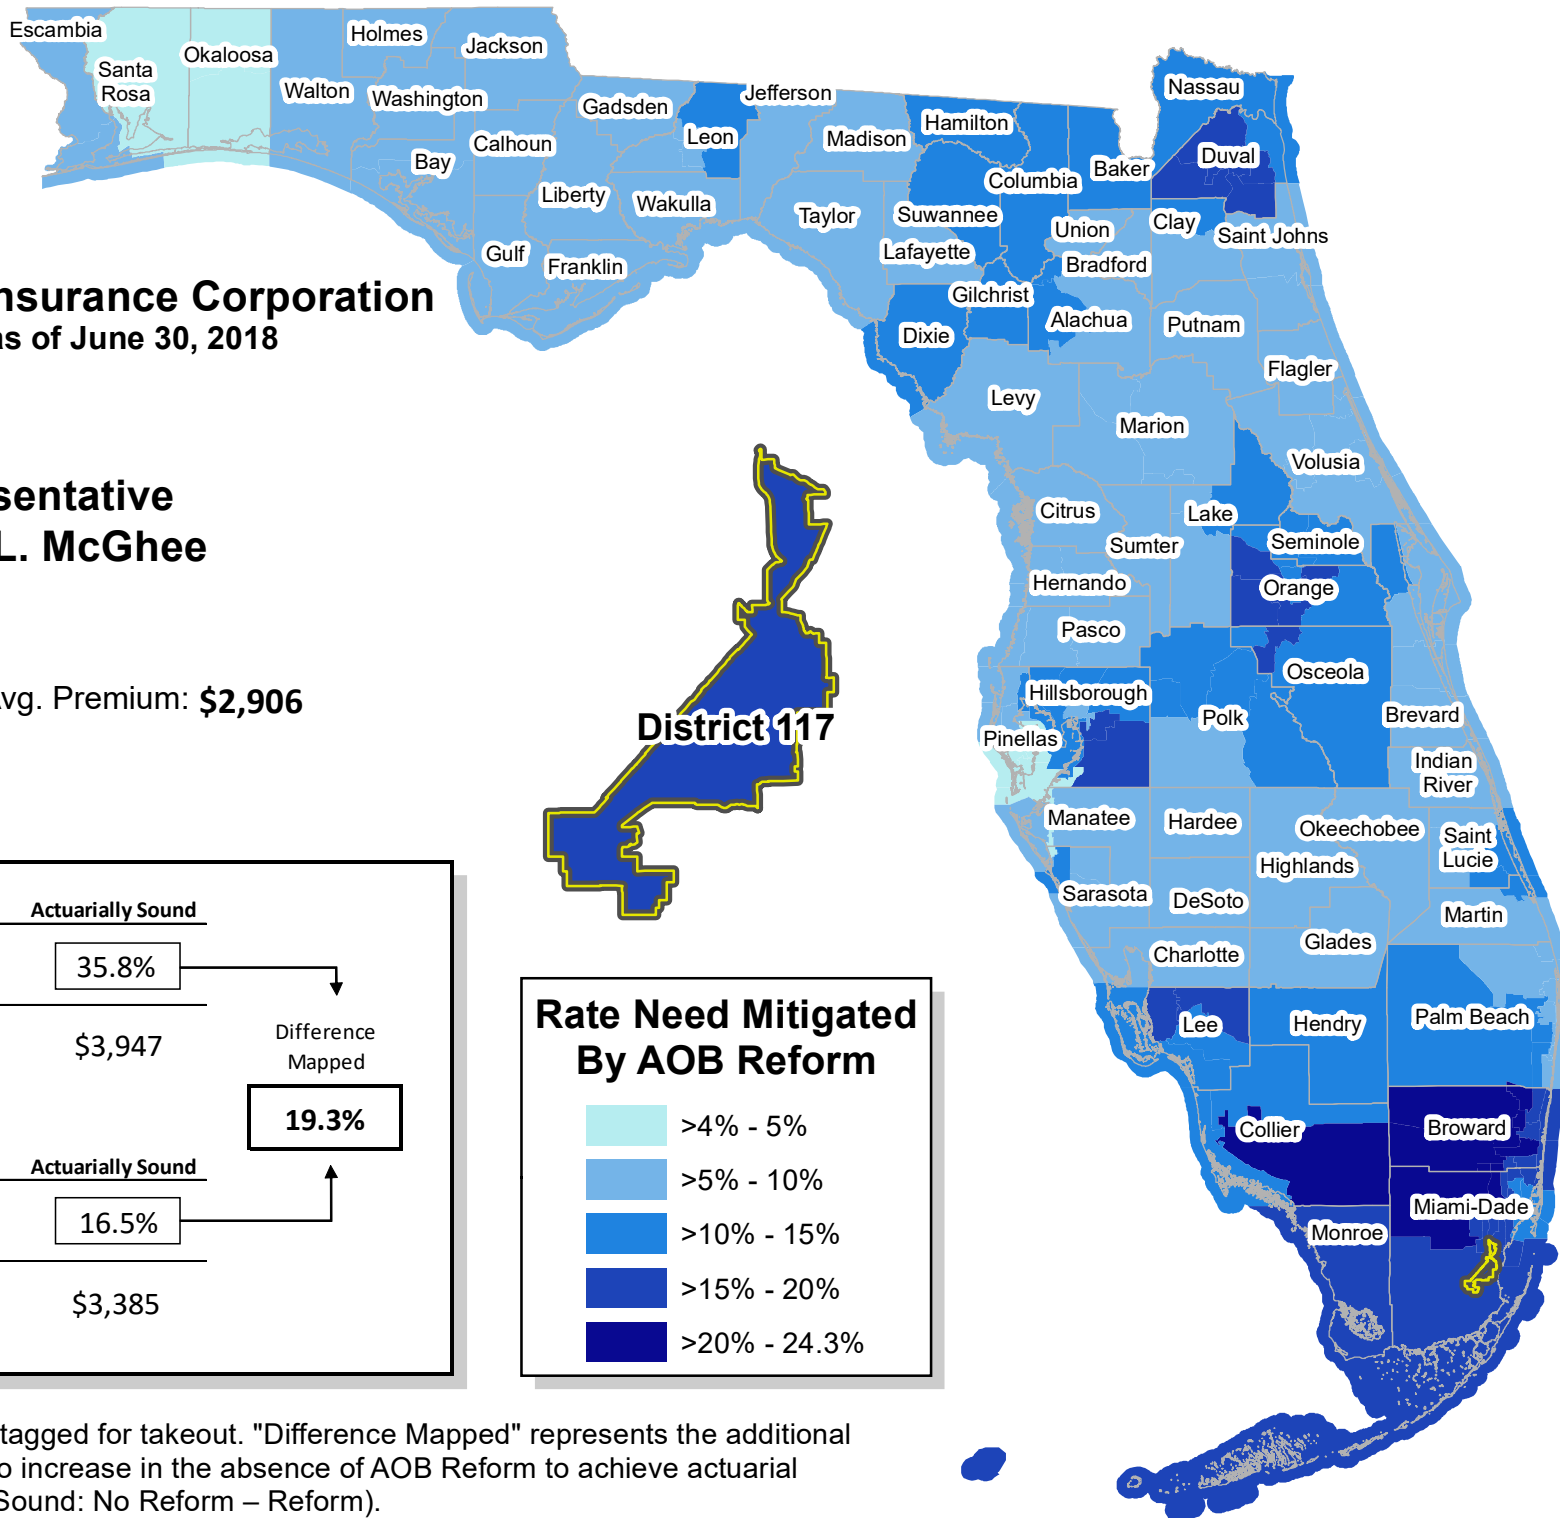 Escambia
Santa
Rosa
Okaloosa
Walton
Holmes
Washington
Jackson
Bay
Calhoun
Gulf
Liberty
Franklin
Gadsden
Wakulla
Leon
Jefferson
Madison
Taylor
Hamilton
Suwannee
Lafayette
Columbia
Baker
Nassau
Duval
Union
Clay
Saint Johns
Bradford
Gilchrist
Dixie
Alachua
Putnam
Flagler
Levy
Marion
Volusia
Citrus
Lake
Sumter
Seminole
Hernando
Orange
Pasco
Osceola
Hillsborough
Polk
Brevard
Pinellas
Indian
River
Manatee
Hardee
Okeechobee
Saint
Lucie
Highlands
Sarasota
DeSoto
Martin
Charlotte
Glades
Lee
Hendry
Palm Beach
Collier
Broward
Miami-Dade
Monroe
nsurance Corporation
as of June 30, 2018
sentative
L. McGhee
vg. Premium: $2,906
District 117
Actuarially Sound
35.8%
$3,947
Difference
Mapped
19.3%
Actuarially Sound
16.5%
$3,385
Rate Need Mitigated
By AOB Reform
>4% - 5%
>5% - 10%
>10% - 15%
>15% - 20%
>20% - 24.3%
tagged for takeout. "Difference Mapped" represents the additional
o increase in the absence of AOB Reform to achieve actuarial
Sound: No Reform – Reform).